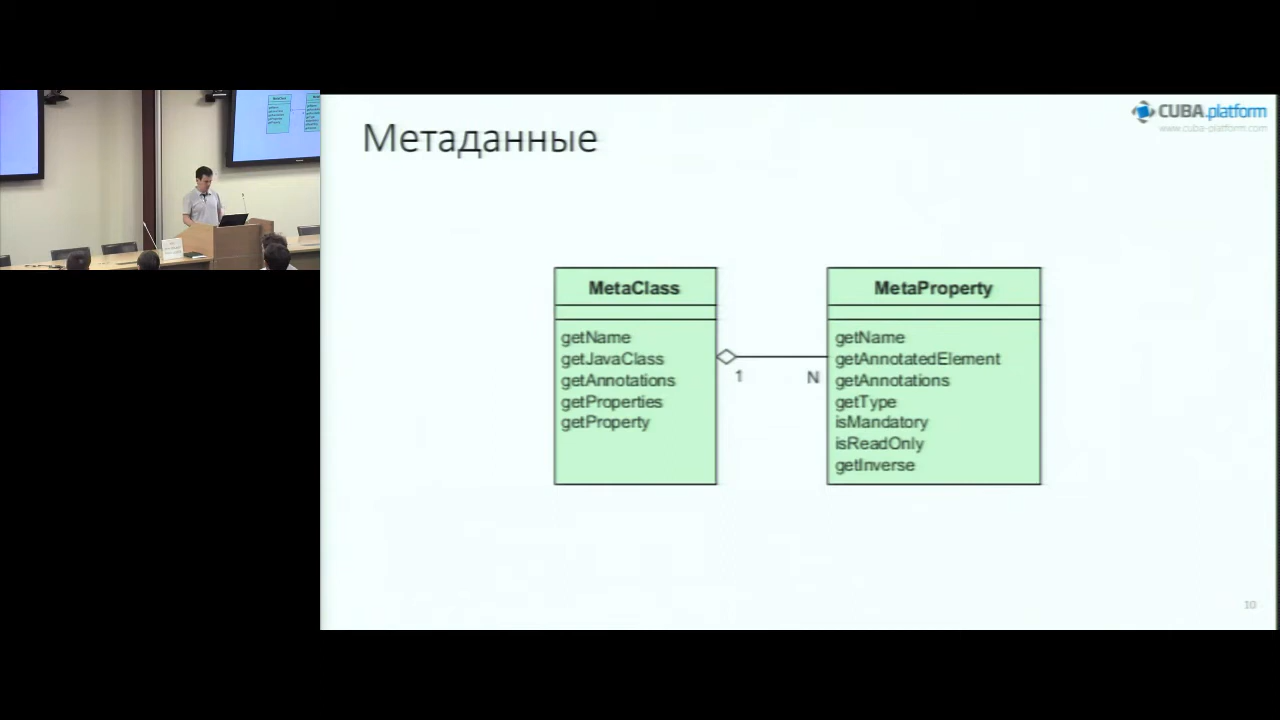 Метаданные
CUBA.platform
www.cuba-platform.com
MetaClass
getName
getJavaClass
getAnnotations
getProperties
getProperty
1
N
MetaProperty
getName
getAnnotatedElement
getAnnotations
getType
isMandatory
isReadOnly
getInverse
10